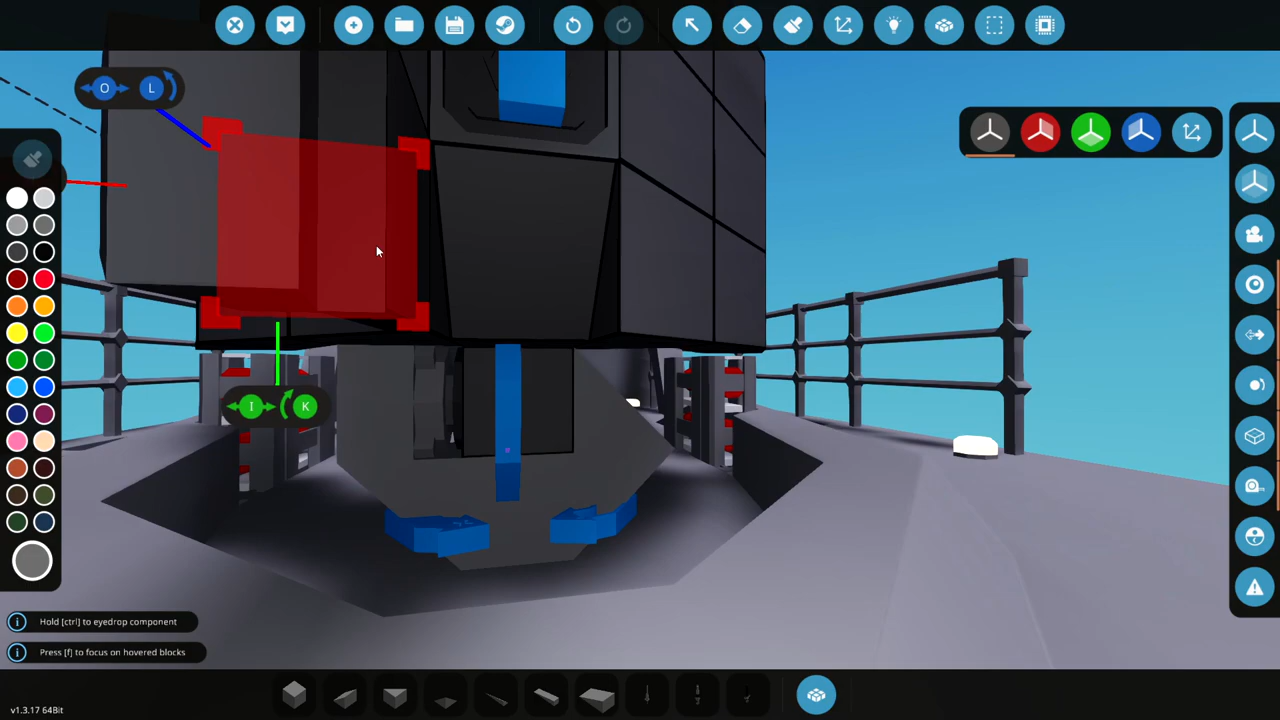 O L
I K
Hold [ctrl] to eyedrop component
Press [f] to focus on hovered blocks
v1.3.17 64Bit